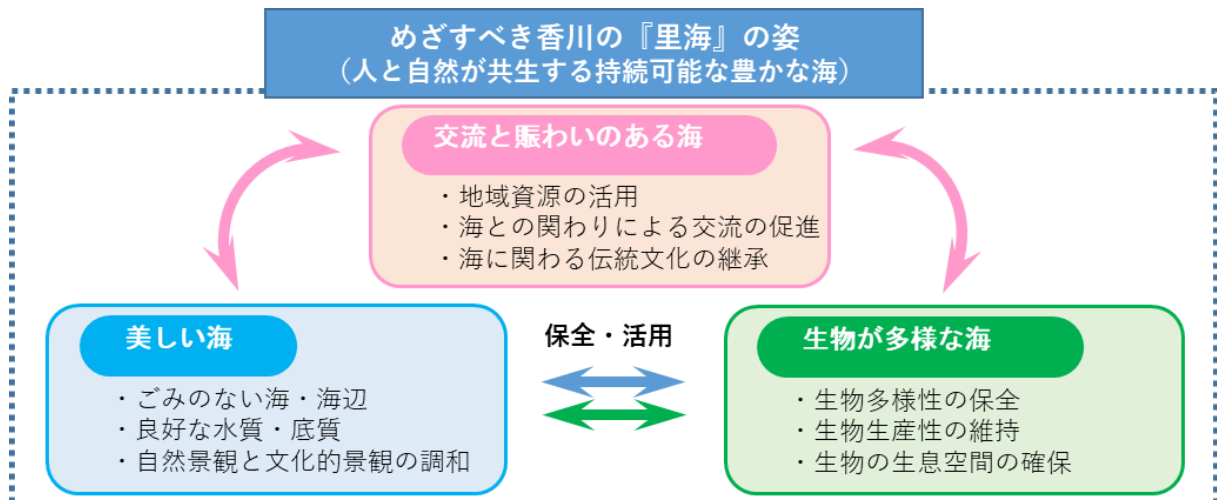 めざすべき香川の『里海』の姿
（人と自然が共生する持続可能な豊かな海）
交流と賑わいのある海
・地域資源の活用
・海との関わりによる交流の促進
・海に関わる伝統文化の継承
美しい海
・ごみのない海・海辺
・良好な水質・底質
・自然景観と文化的景観の調和
保全・活用
生物が多様な海
・生物多様性の保全
・生物生産性の維持
・生物の生息空間の確保